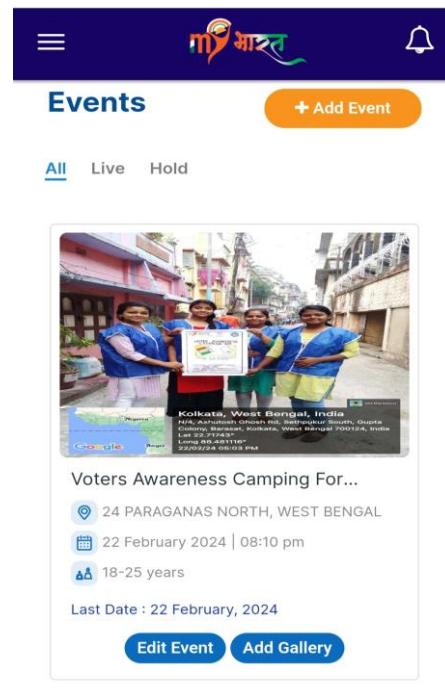 my भारत
Events
+ Add Event
All Live Hold
VOTER AWARENESS
Kolkata, West Bengal, India
N/4, Ashutosh Ghosh Rd, Sethpukur South, Gupta
Colony, Barasat, Kolkata, West Bengal 700124, India
Lat 22.71743°
Long 88.481116°
22/02/24 05:03 PM
Google
Voters Awareness Camping For...
24 PARAGANAS NORTH, WEST BENGAL
22 February 2024 | 08:10 pm
18-25 years
Last Date : 22 February, 2024
Edit Event Add Gallery